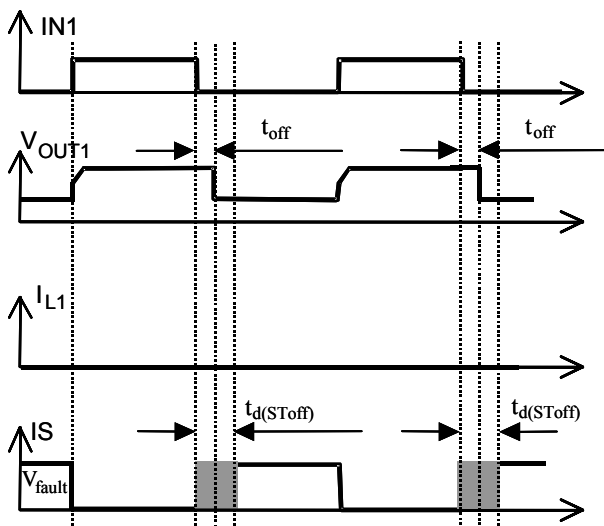 IN1
VOUT1
toff
toff
IL1
td(SToff)
td(SToff)
IS
Vfault